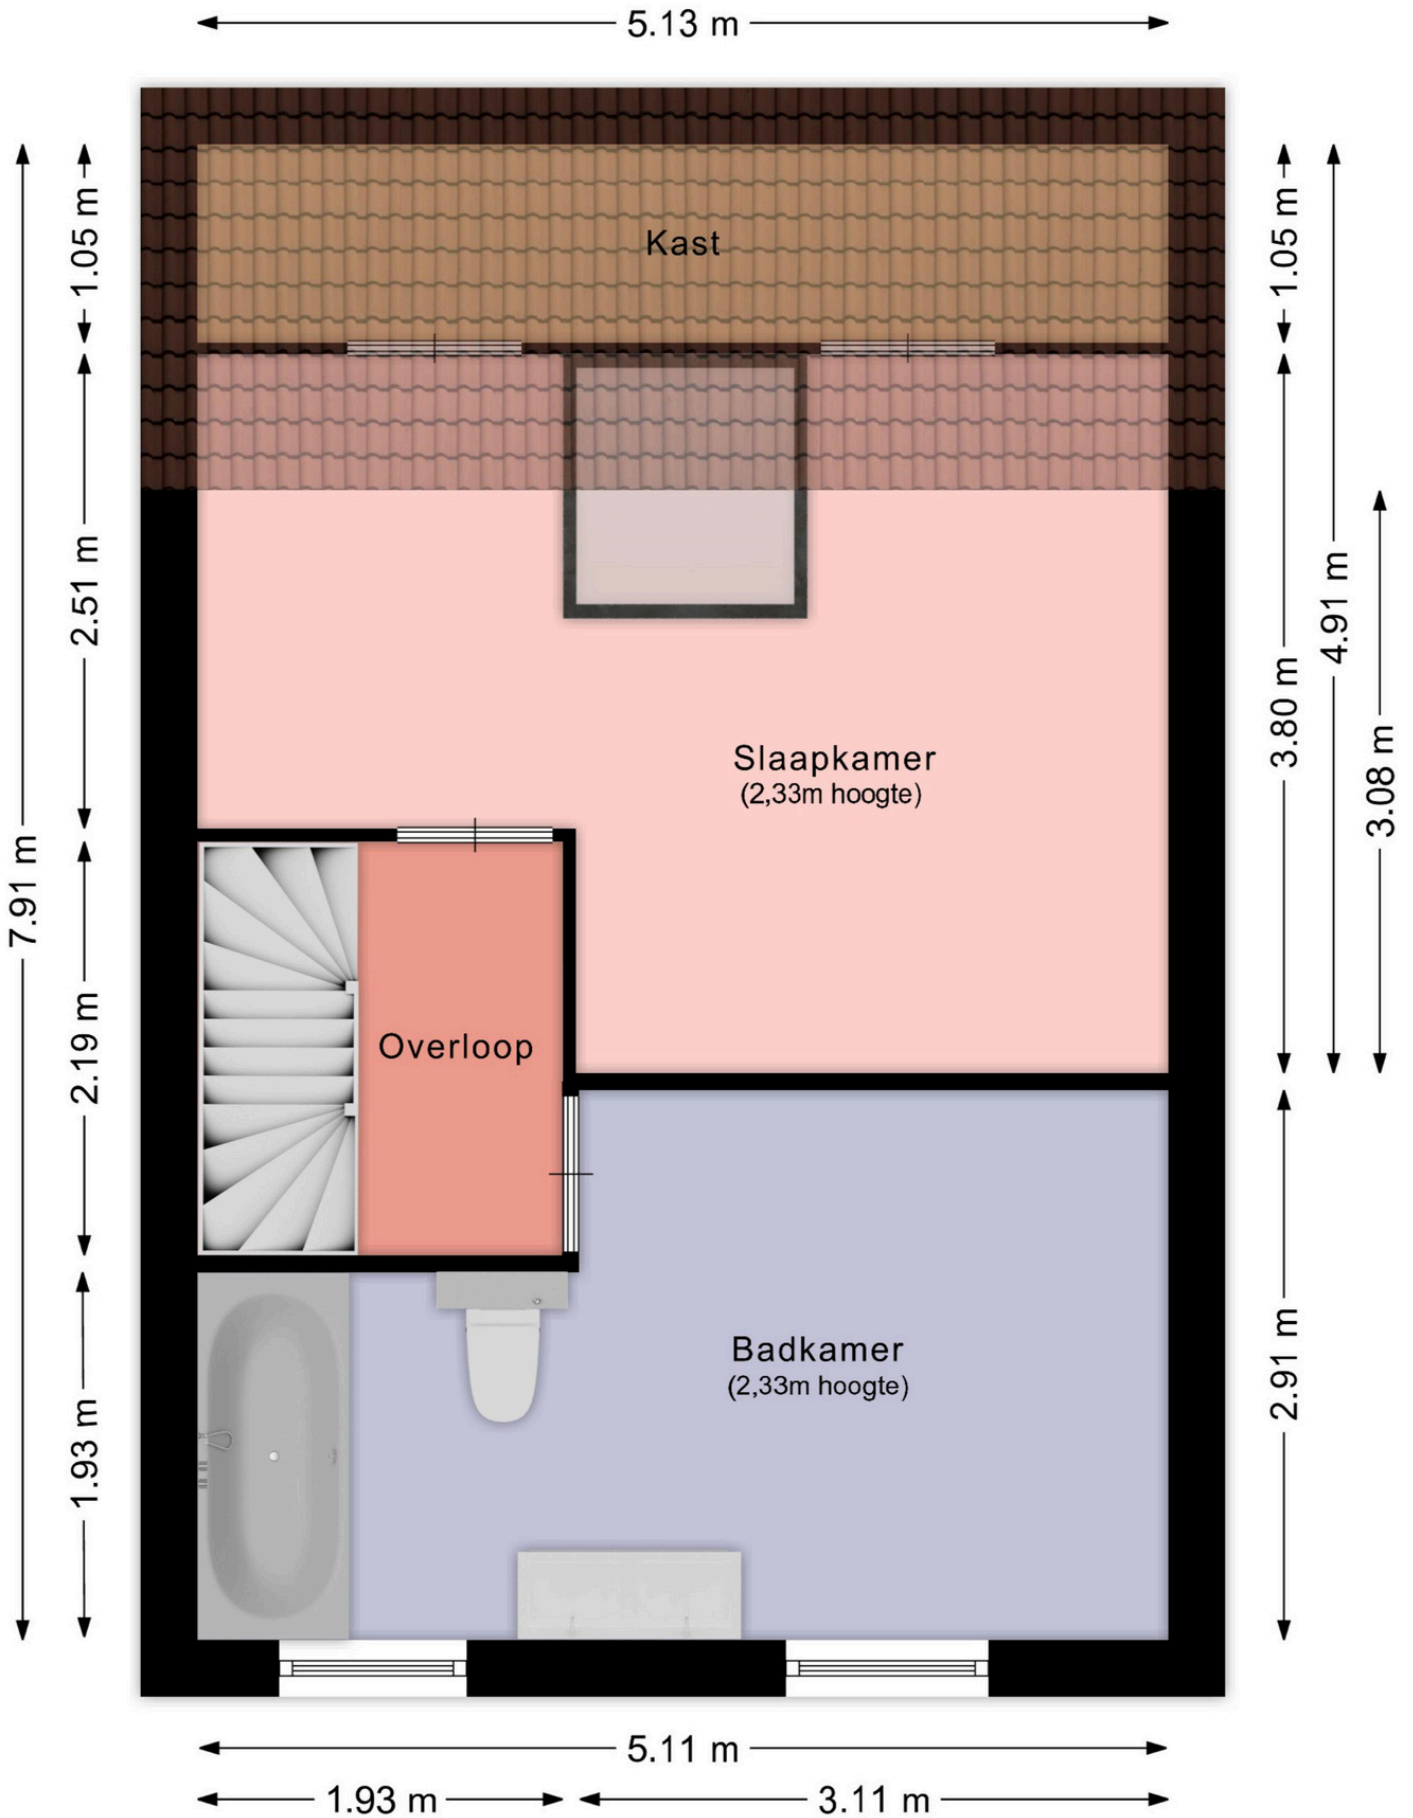 5.13 m
1.05 m
1.05 m
Kast
2.51 m
4.91 m
7.91 m
3.80 m
3.08 m
Slaapkamer
(2,33m hoogte)
2.19 m
Overloop
Badkamer
(2,33m hoogte)
1.93 m
2.91 m
5.11 m
1.93 m
3.11 m